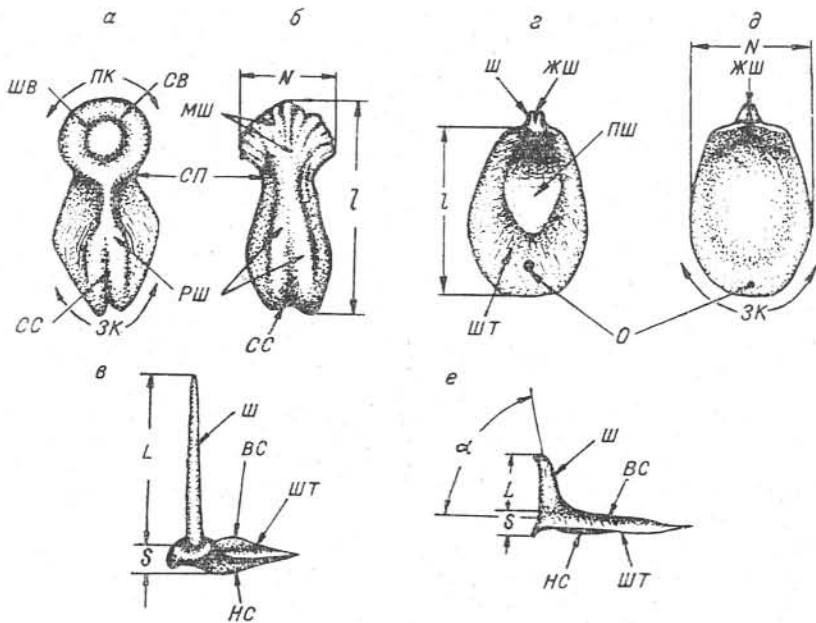 а б г д
ПК
ШВ СВ
N
МШ
СП
l
РШ
СС ЗК
СС
Ш ЖШ
ПШ
l
ШТ
О
N
ЖШ
ЗК
в
L
Ш
ВС
ШТ
S
НС
е
α
Ш
L
ВС
S
НС ШТ